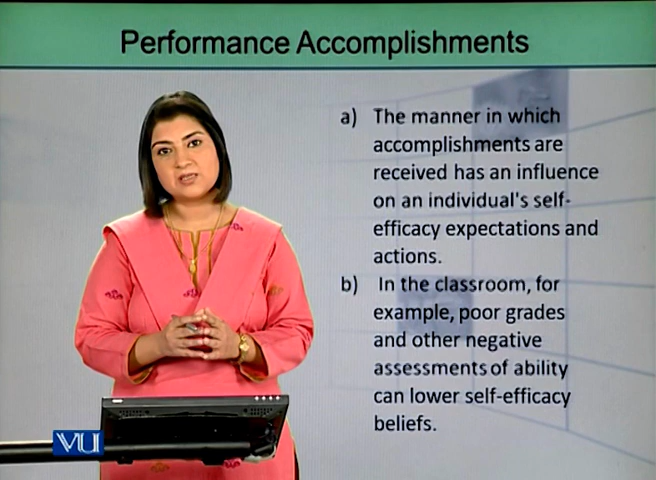 Performance Accomplishments
a) The manner in which
accomplishments are
received has an influence
on an individual's self-
efficacy expectations and
actions.
b) In the classroom, for
example, poor grades
and other negative
assessments of ability
can lower self-efficacy
beliefs.
VU